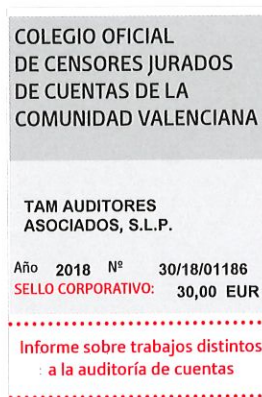 COLEGIO OFICIAL
DE CENSORES JURADOS
DE CUENTAS DE LA
COMUNIDAD VALENCIANA
TAM AUDITORES
ASOCIADOS, S.L.P.
Año 2018 Nº 30/18/01186
SELLO CORPORATIVO: 30,00 EUR
Informe sobre trabajos distintos
a la auditoría de cuentas